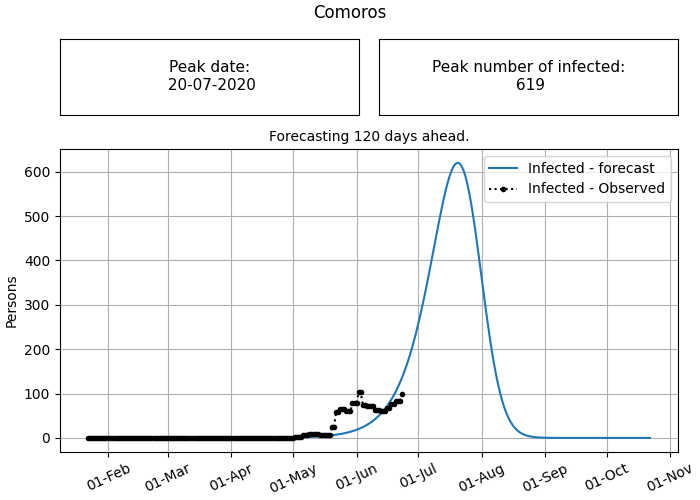 Comoros
Peak date:
20-07-2020
Peak number of infected:
619
Forecasting 120 days ahead.
Infected - forecast
Infected - Observed
Persons
600
500
400
300
200
100
0
01-Feb
01-Mar
01-Apr
01-May
01-Jun
01-Jul
01-Aug
01-Sep
01-Oct
01-Nov